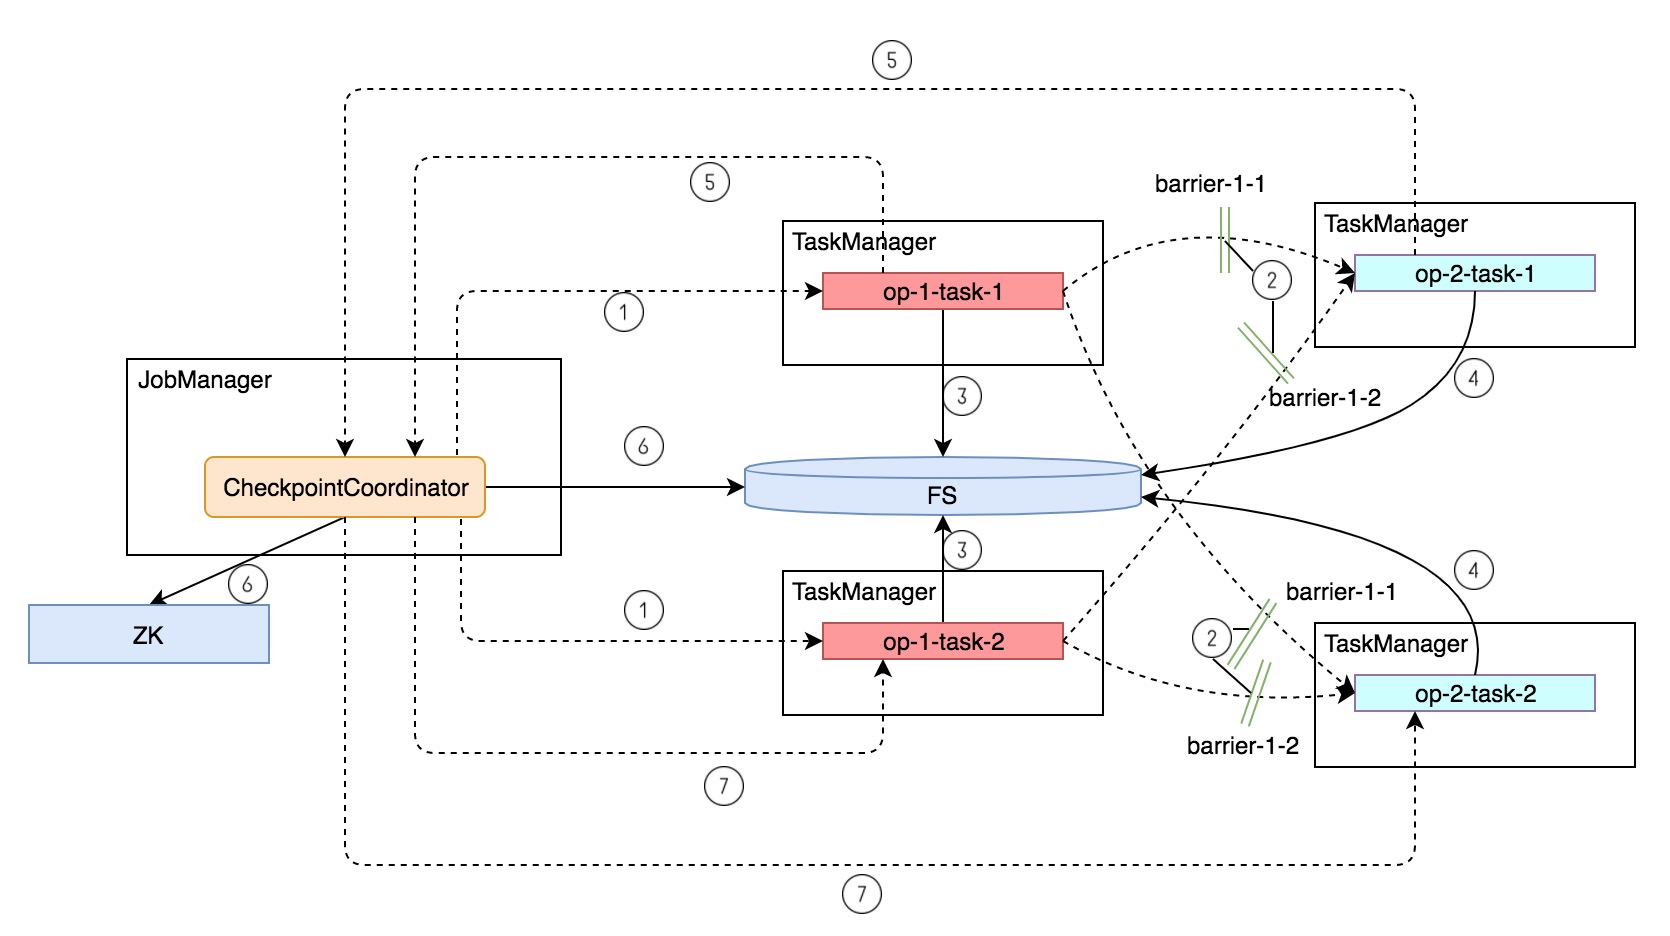 5
5
barrier-1-1
TaskManager
TaskManager
op-2-task-1
2
op-1-task-1
1
JobManager
3
4
barrier-1-2
6
CheckpointCoordinator
FS
3
4
6
TaskManager
barrier-1-1
1
ZK
2
op-1-task-2
TaskManager
op-2-task-2
barrier-1-2
7
7